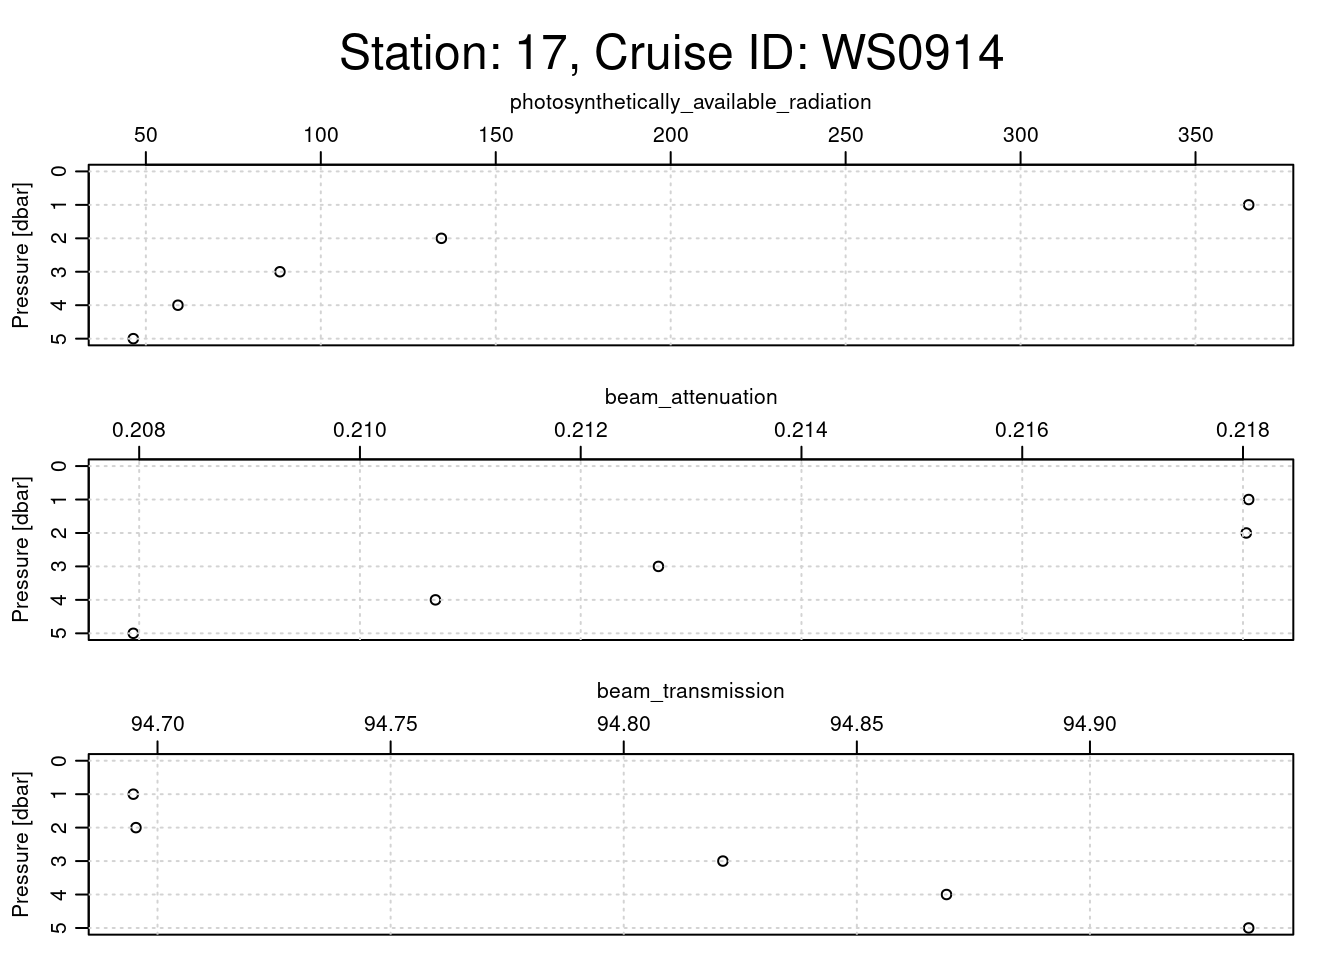 Station: 17, Cruise ID: WS0914
photosynthetically_available_radiation
50 100 150 200 250 300 350
Pressure [dbar]
0
1
2
3
4
5
beam_attenuation
0.208 0.210 0.212 0.214 0.216 0.218
Pressure [dbar]
0
1
2
3
4
5
beam_transmission
94.70 94.75 94.80 94.85 94.90
Pressure [dbar]
0
1
2
3
4
5